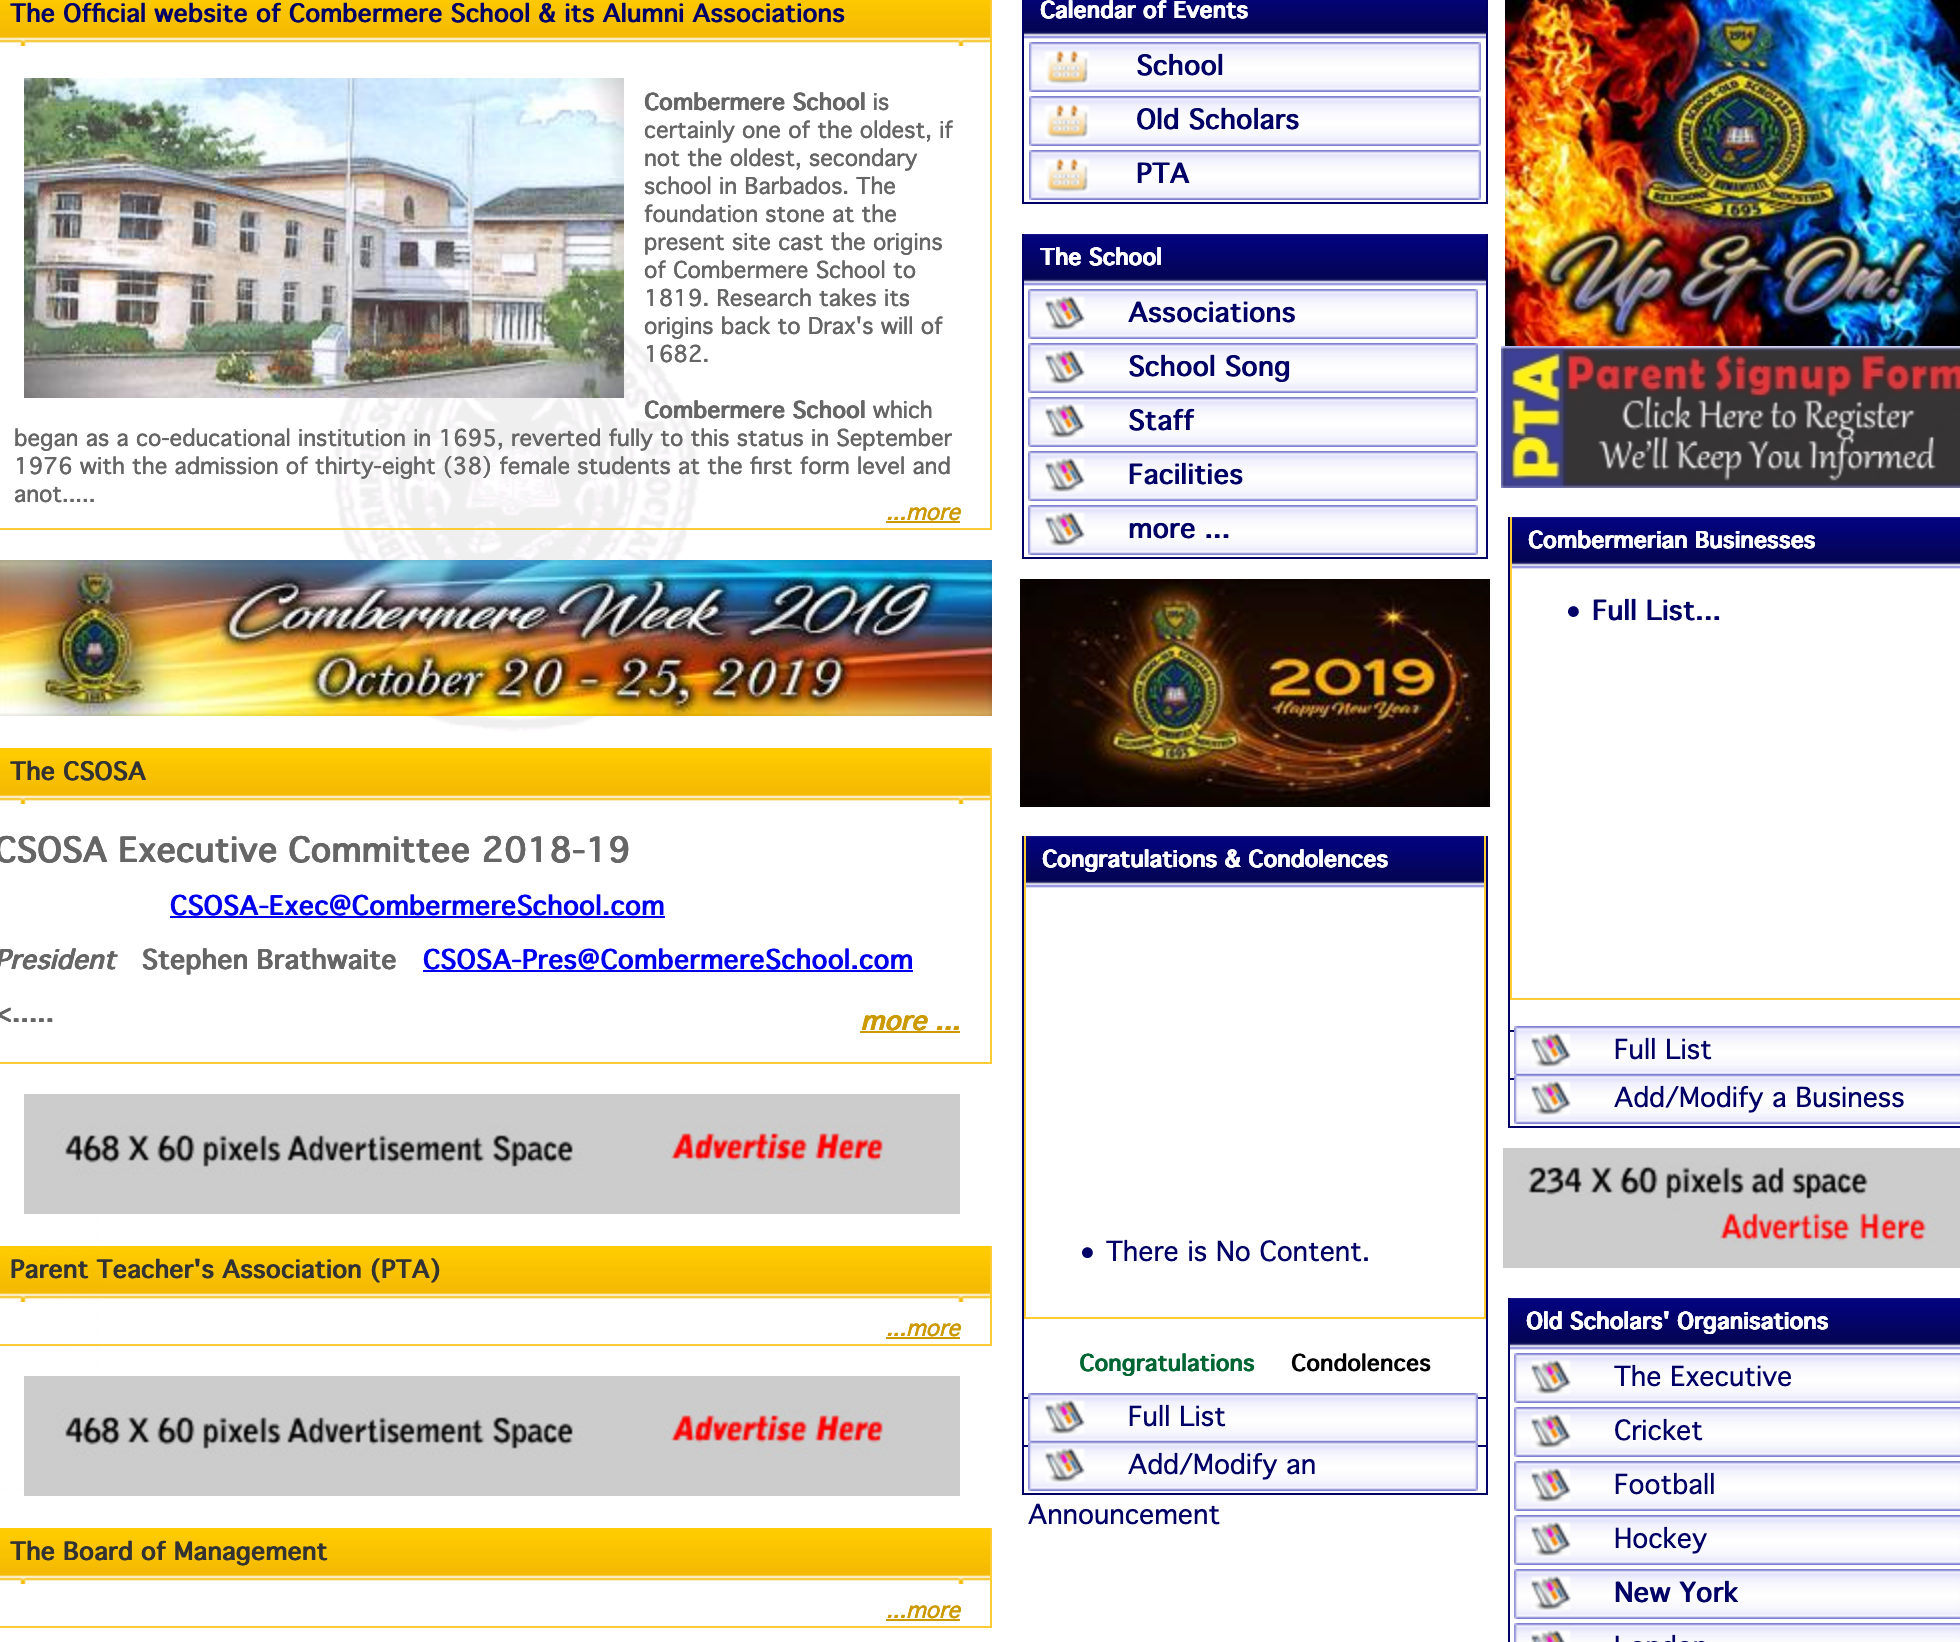 The Official website of Combermere School & its Alumni Associations
Combermere School is
certainly one of the oldest, if
not the oldest, secondary
school in Barbados. The
foundation stone at the
present site cast the origins
of Combermere School to
1819. Research takes its
origins back to Drax's will of
1682.
Combermere School which
began as a co-educational institution in 1695, reverted fully to this status in September
1976 with the admission of thirty-eight (38) female students at the first form level and
anot.....
...more
Combermere Week 2019
October 20 - 25, 2019
The CSOSA
CSOSA Executive Committee 2018-19
CSOSA-Exec@CombermereSchool.com
President Stephen Brathwaite CSOSA-Pres@CombermereSchool.com
<.....
more ...
468 X 60 pixels Advertisement Space Advertise Here
Parent Teacher's Association (PTA)
...more
468 X 60 pixels Advertisement Space Advertise Here
The Board of Management
...more
Calendar of Events
School
Old Scholars
PTA
The School
Associations
School Song
Staff
Facilities
more ...
2019
Happy New Year
1695
Congratulations & Condolences
• There is No Content.
Congratulations Condolences
Full List
Add/Modify an
Announcement
1914
1695
Up & On!
PTA
Parent Signup Form
Click Here to Register
We'll Keep You Informed
Combermerian Businesses
• Full List...
Full List
Add/Modify a Business
234 X 60 pixels ad space
Advertise Here
Old Scholars' Organisations
The Executive
Cricket
Football
Hockey
New York